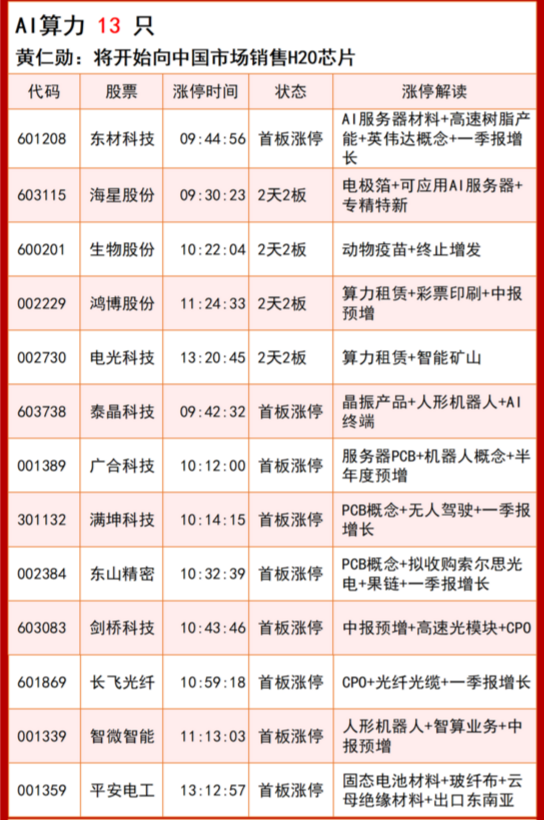 AI算力 13 只
黄仁勋：将开始向中国市场销售H20芯片
代码 股票 涨停时间 状态 涨停解读
601208 东材科技 09:44:56 首板涨停 AI服务器材料+高速树脂产
能+英伟达概念+一季报增
长
603115 海星股份 09:30:23 2天2板 电极箔+可应用AI服务器+
专精特新
600201 生物股份 10:22:04 2天2板 动物疫苗+终止增发
002229 鸿博股份 11:24:33 2天2板 算力租赁+彩票印刷+中报
预增
002730 电光科技 13:20:45 2天2板 算力租赁+智能矿山
603738 泰晶科技 09:42:32 首板涨停 晶振产品+人形机器人+AI
终端
001389 广合科技 10:12:00 首板涨停 服务器PCB+机器人概念+半
年度预增
301132 满坤科技 10:14:15 首板涨停 PCB概念+无人驾驶+一季报
增长
002384 东山精密 10:32:39 首板涨停 PCB概念+拟收购索尔思光
电+果链+一季报增长
603083 剑桥科技 10:43:46 首板涨停 中报预增+高速光模块+CPO
601869 长飞光纤 10:59:18 首板涨停 CPO+光纤光缆+一季报增长
001339 智微智能 11:13:03 首板涨停 人形机器人+智算业务+中
报预增
001359 平安电工 13:12:57 首板涨停 固态电池材料+玻纤布+云
母绝缘材料+出口东南亚